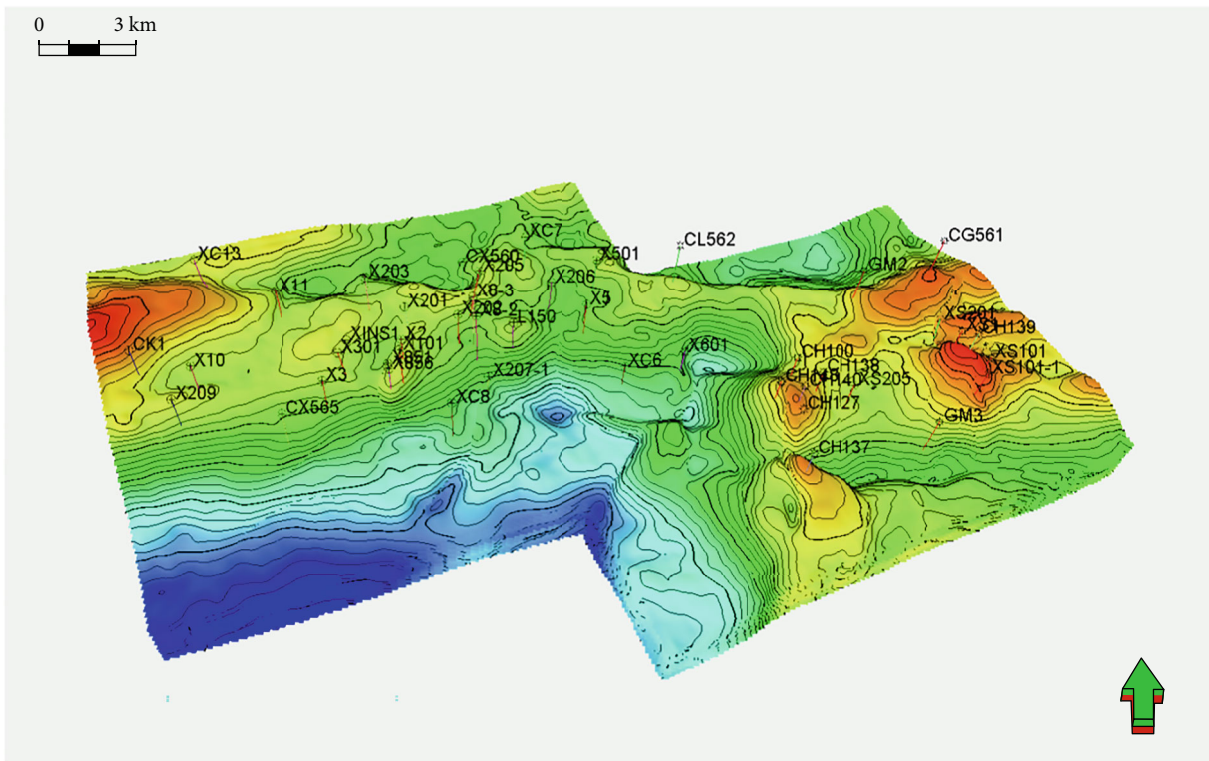 0 3 km
XC7
CL562
CG561
XC13
X501
CX560
X205
GM2
X203
X206
X11
X8-3
X5
X201
L150
XS201
CH139
XINS1 X2
X301
X101
CK1
X601
CH100
XS101
X10
XC6
CH138
XS101-1
X3
X207-1
XS205
X209
XC8
CH127
CX565
GM3
CH137